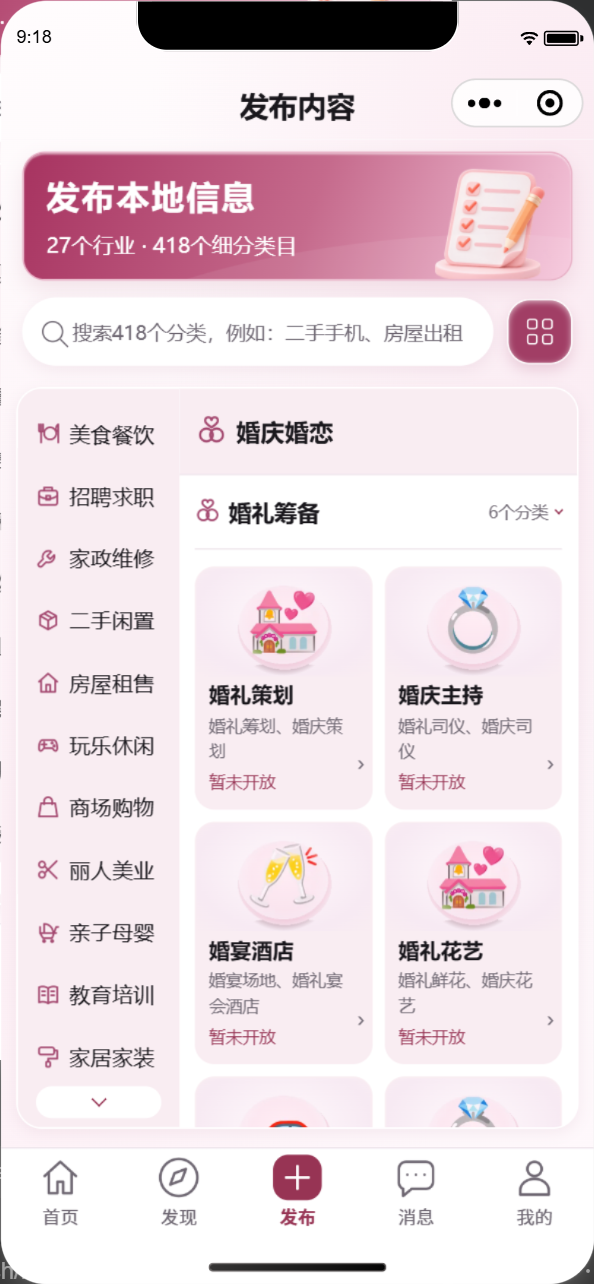 9:18
发布内容
发布本地信息
27个行业 · 418个细分类目
搜索418个分类，例如：二手手机、房屋出租
美食餐饮
招聘求职
家政维修
二手闲置
房屋租售
玩乐休闲
商场购物
丽人美业
亲子母婴
教育培训
家居家装
婚庆婚恋
婚礼筹备
6个分类
婚礼策划
婚礼筹办、婚庆策
划
暂未开放
婚庆主持
婚礼司仪、婚庆司
仪
暂未开放
婚宴酒店
婚宴场地、婚礼宴
会酒店
暂未开放
婚礼花艺
婚礼鲜花、婚庆花
艺
暂未开放
首页
发现
发布
消息
我的